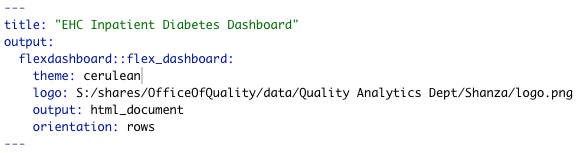 ---
title: "EHC Inpatient Diabetes Dashboard"
output:
  flexdashboard::flex_dashboard:
    theme: cerulean
    logo: S:/shares/OfficeOfQuality/data/Quality Analytics Dept/Shanza/logo.png
    output: html_document
    orientation: rows
---